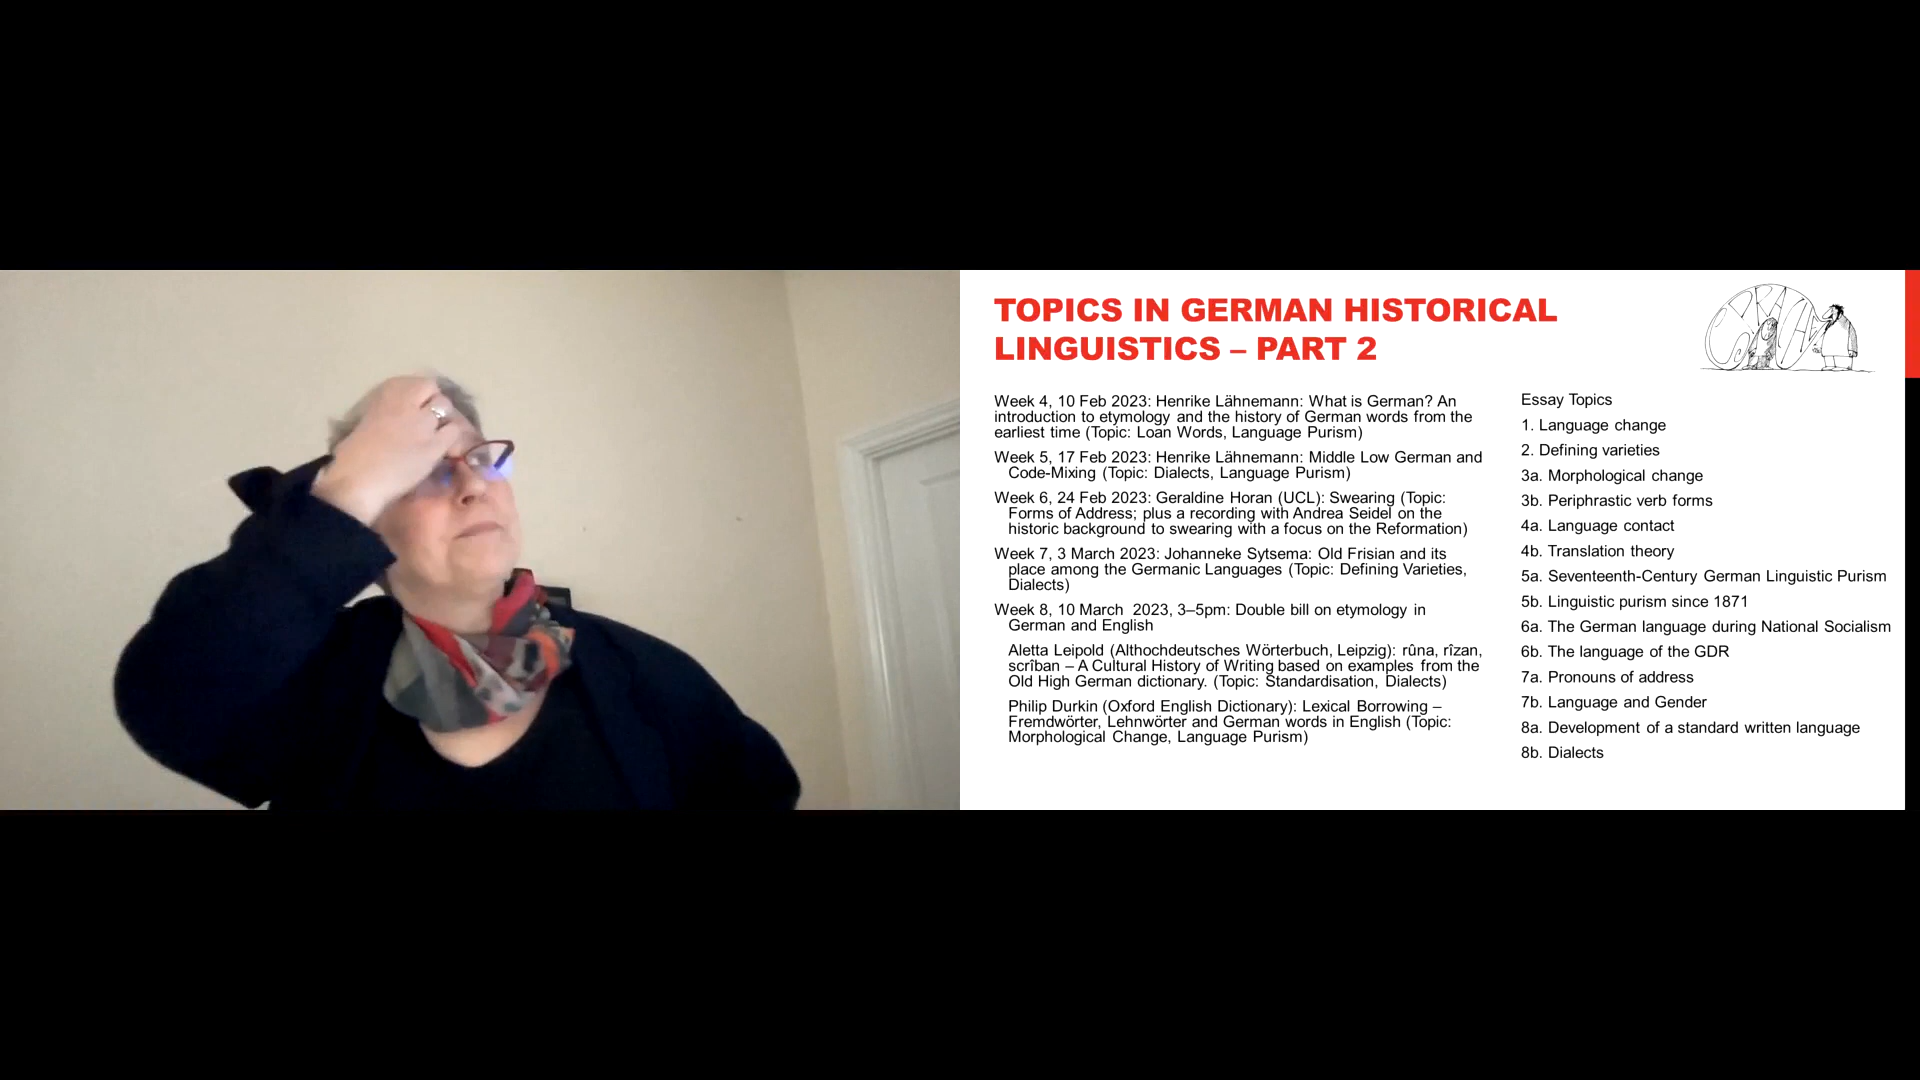 TOPICS IN GERMAN HISTORICAL
LINGUISTICS – PART 2
Week 4, 10 Feb 2023: Henrike Lähnemann: What is German? An
introduction to etymology and the history of German words from the
earliest time (Topic: Loan Words, Language Purism)
Week 5, 17 Feb 2023: Henrike Lähnemann: Middle Low German and
Code-Mixing (Topic: Dialects, Language Purism)
Week 6, 24 Feb 2023: Geraldine Horan (UCL): Swearing (Topic:
Forms of Address; plus a recording with Andrea Seidel on the
historic background to swearing with a focus on the Reformation)
Week 7, 3 March 2023: Johanneke Sytsema: Old Frisian and its
place among the Germanic Languages (Topic: Defining Varieties,
Dialects)
Week 8, 10 March 2023, 3–5pm: Double bill on etymology in
German and English
Aletta Leipold (Althochdeutsches Wörterbuch, Leipzig): rûna, rîzan,
scrîban – A Cultural History of Writing based on examples from the
Old High German dictionary. (Topic: Standardisation, Dialects)
Philip Durkin (Oxford English Dictionary): Lexical Borrowing –
Fremdwörter, Lehnwörter and German words in English (Topic:
Morphological Change, Language Purism)
SPRACHE
Essay Topics
1. Language change
2. Defining varieties
3a. Morphological change
3b. Periphrastic verb forms
4a. Language contact
4b. Translation theory
5a. Seventeenth-Century German Linguistic Purism
5b. Linguistic purism since 1871
6a. The German language during National Socialism
6b. The language of the GDR
7a. Pronouns of address
7b. Language and Gender
8a. Development of a standard written language
8b. Dialects